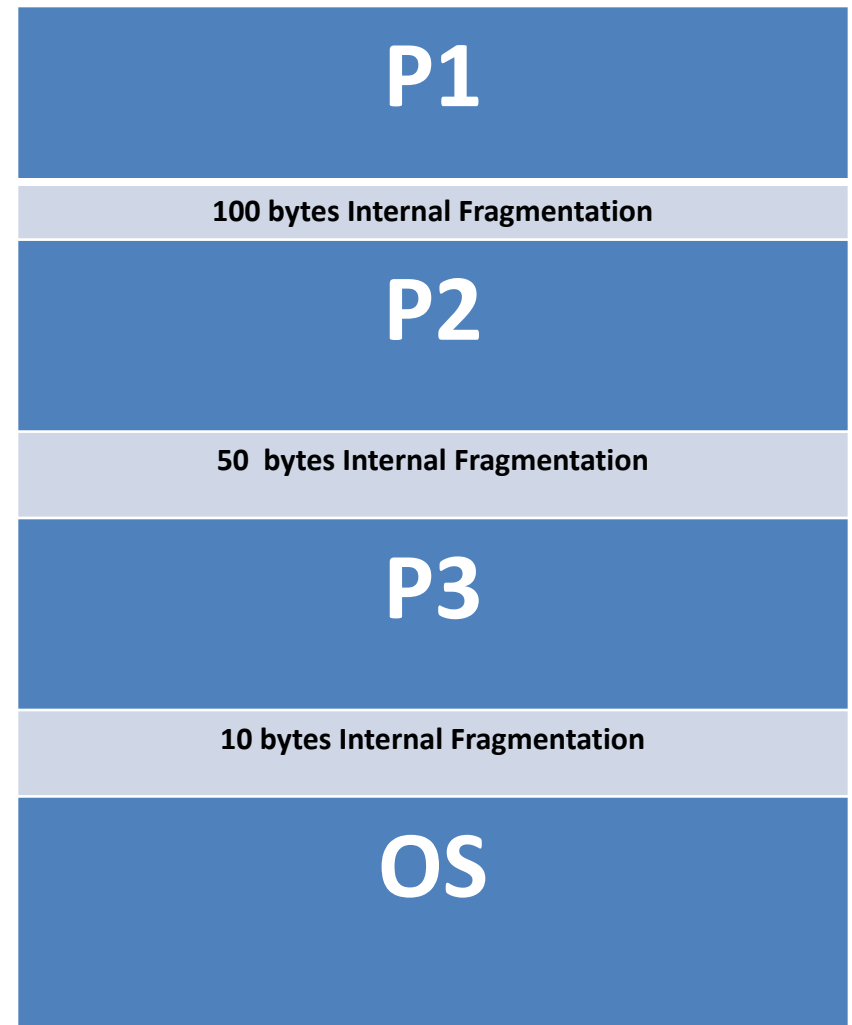 P1
100 bytes Internal Fragmentation
P2
50  bytes Internal Fragmentation
P3
10 bytes Internal Fragmentation
OS